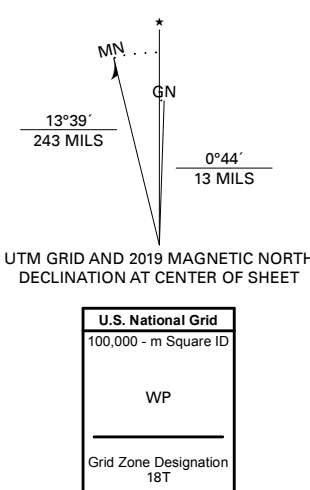 MN
GN
13°39´
243 MILS
0°44´
13 MILS
UTM GRID AND 2019 MAGNETIC NORTH
DECLINATION AT CENTER OF SHEET
U.S. National Grid
100,000 - m Square ID
WP
Grid Zone Designation
18T